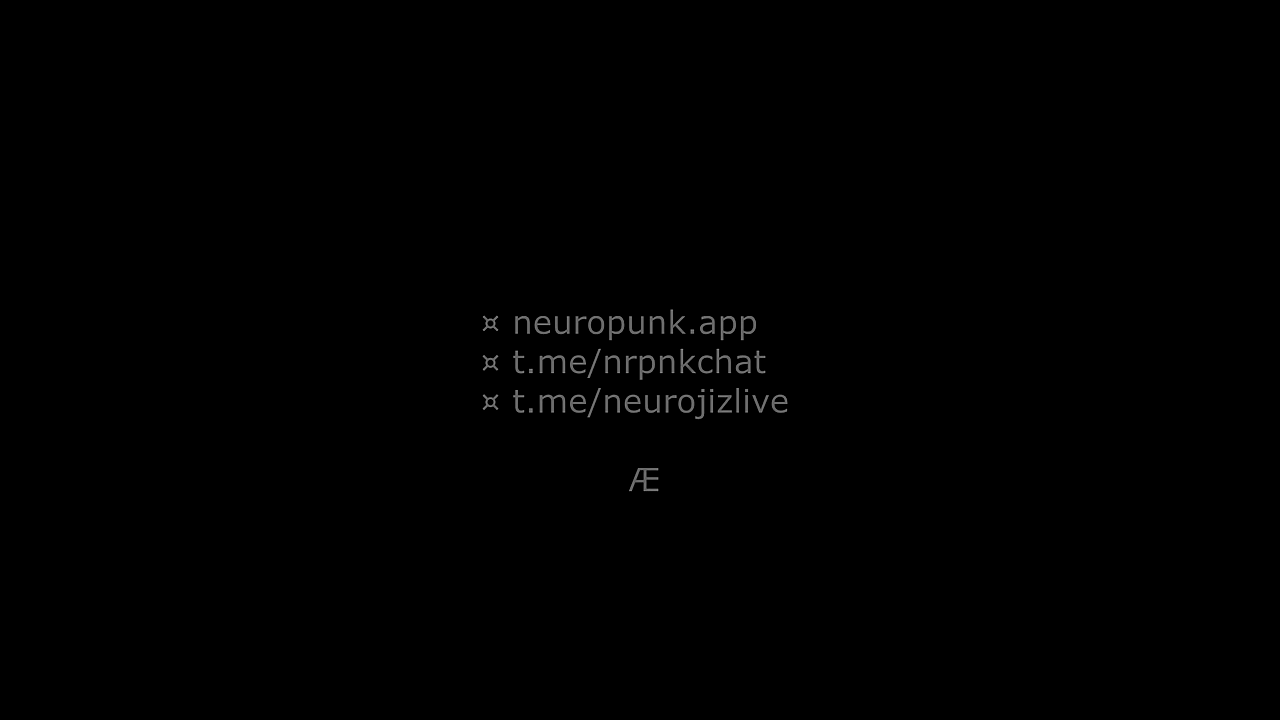 ¤ neuropunk.app
¤ t.me/nrpnkchat
¤ t.me/neurojizlive
Æ